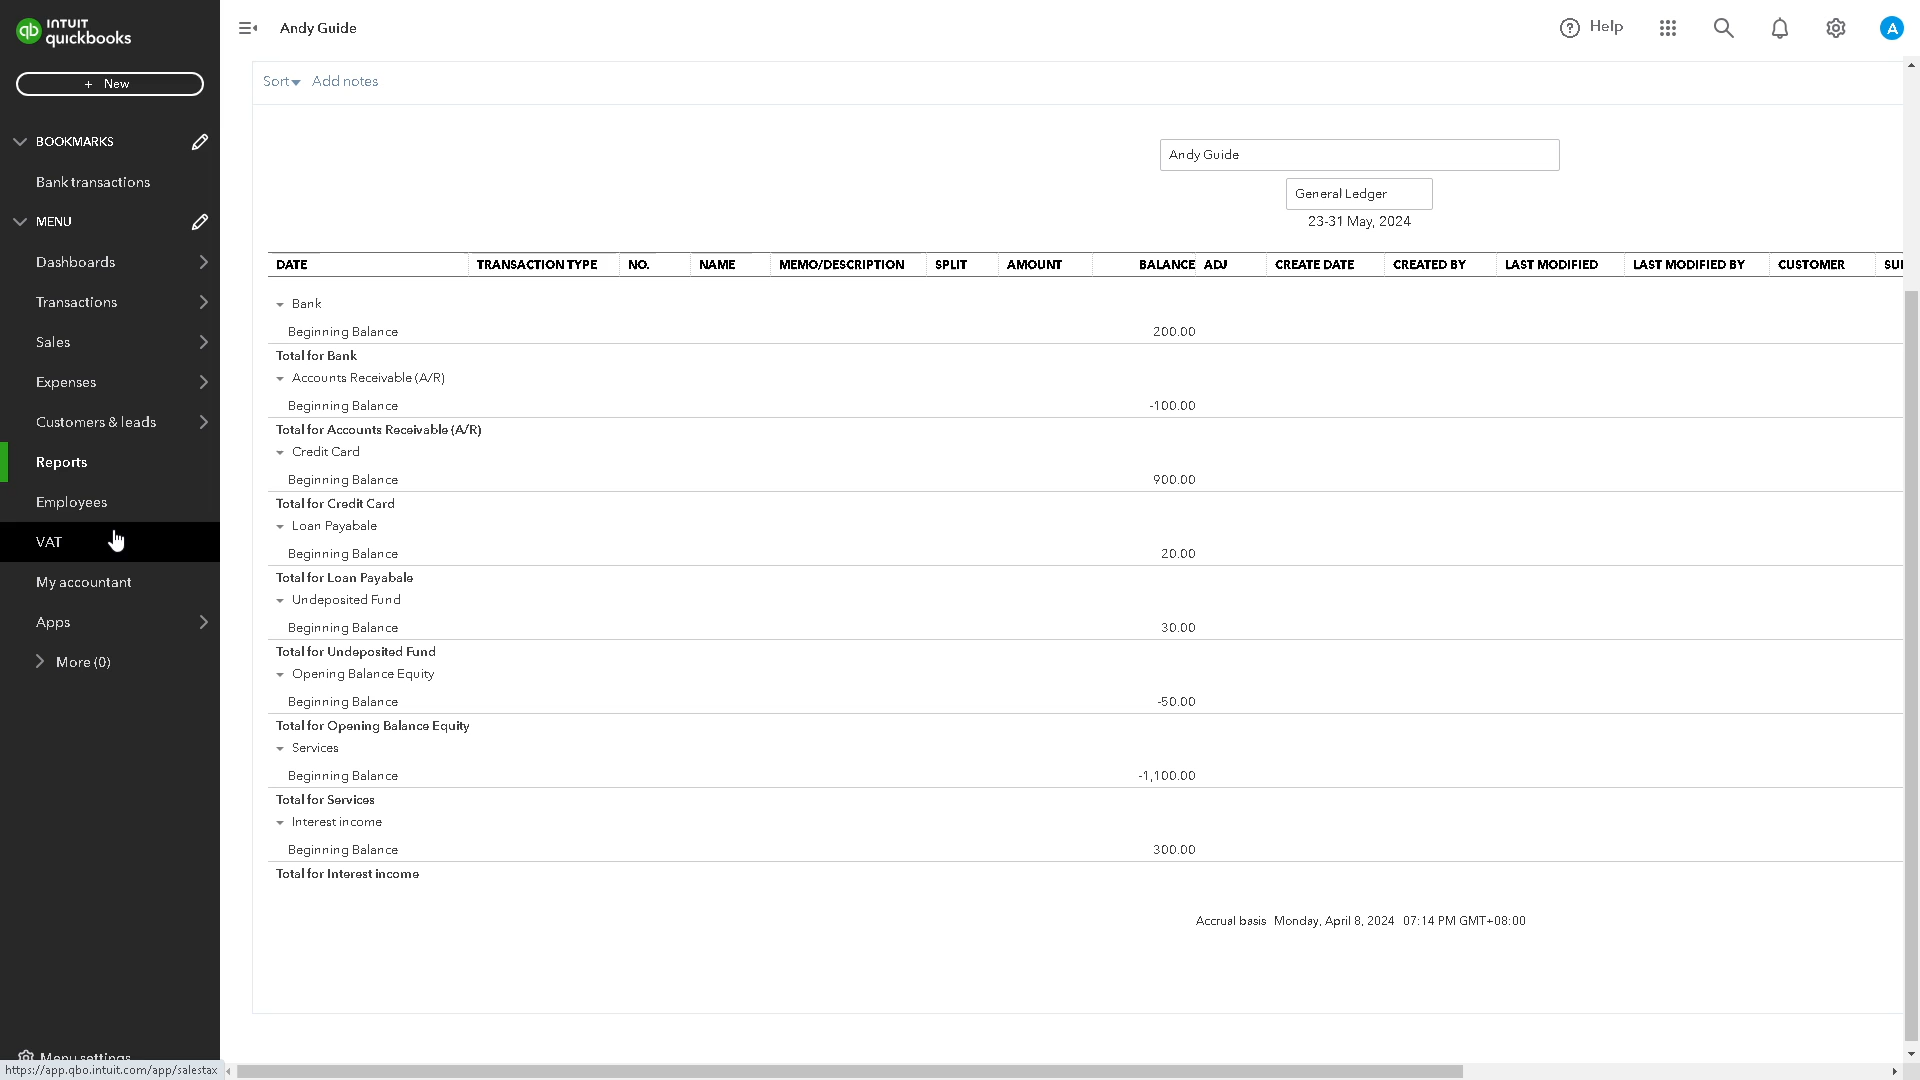 INTUIT
quickbooks
Andy Guide
Help
A
+ New
Sort Add notes
BOOKMARKS
Bank transactions
MENU
Dashboards
Transactions
Sales
Expenses
Customers & leads
Reports
Employees
VAT
My accountant
Apps
More (0)
Menu settings
https://app.qbo.intuit.com/app/salestax
Andy Guide
General Ledger
23-31 May, 2024
DATE TRANSACTION TYPE NO. NAME MEMO/DESCRIPTION SPLIT AMOUNT BALANCE ADJ CREATE DATE CREATED BY LAST MODIFIED LAST MODIFIED BY CUSTOMER
Bank
Beginning Balance 200.00
Total for Bank
Accounts Receivable (A/R)
Beginning Balance -100.00
Total for Accounts Receivable (A/R)
Credit Card
Beginning Balance 900.00
Total for Credit Card
Loan Payabale
Beginning Balance 20.00
Total for Loan Payabale
Undeposited Fund
Beginning Balance 30.00
Total for Undeposited Fund
Opening Balance Equity
Beginning Balance -50.00
Total for Opening Balance Equity
Services
Beginning Balance -1,100.00
Total for Services
Interest income
Beginning Balance 300.00
Total for Interest income
Accrual basis Monday, April 8, 2024 07:14 PM GMT+08:00